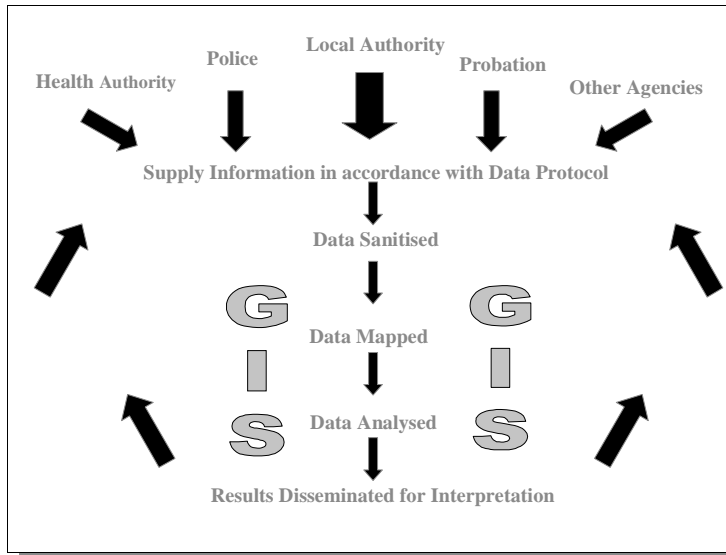 Local Authority
Police
Probation
Health Authority
Other Agencies
Supply Information in accordance with Data Protocol
Data Sanitised
G
I
S
G
I
S
Data Mapped
Data Analysed
Results Disseminated for Interpretation